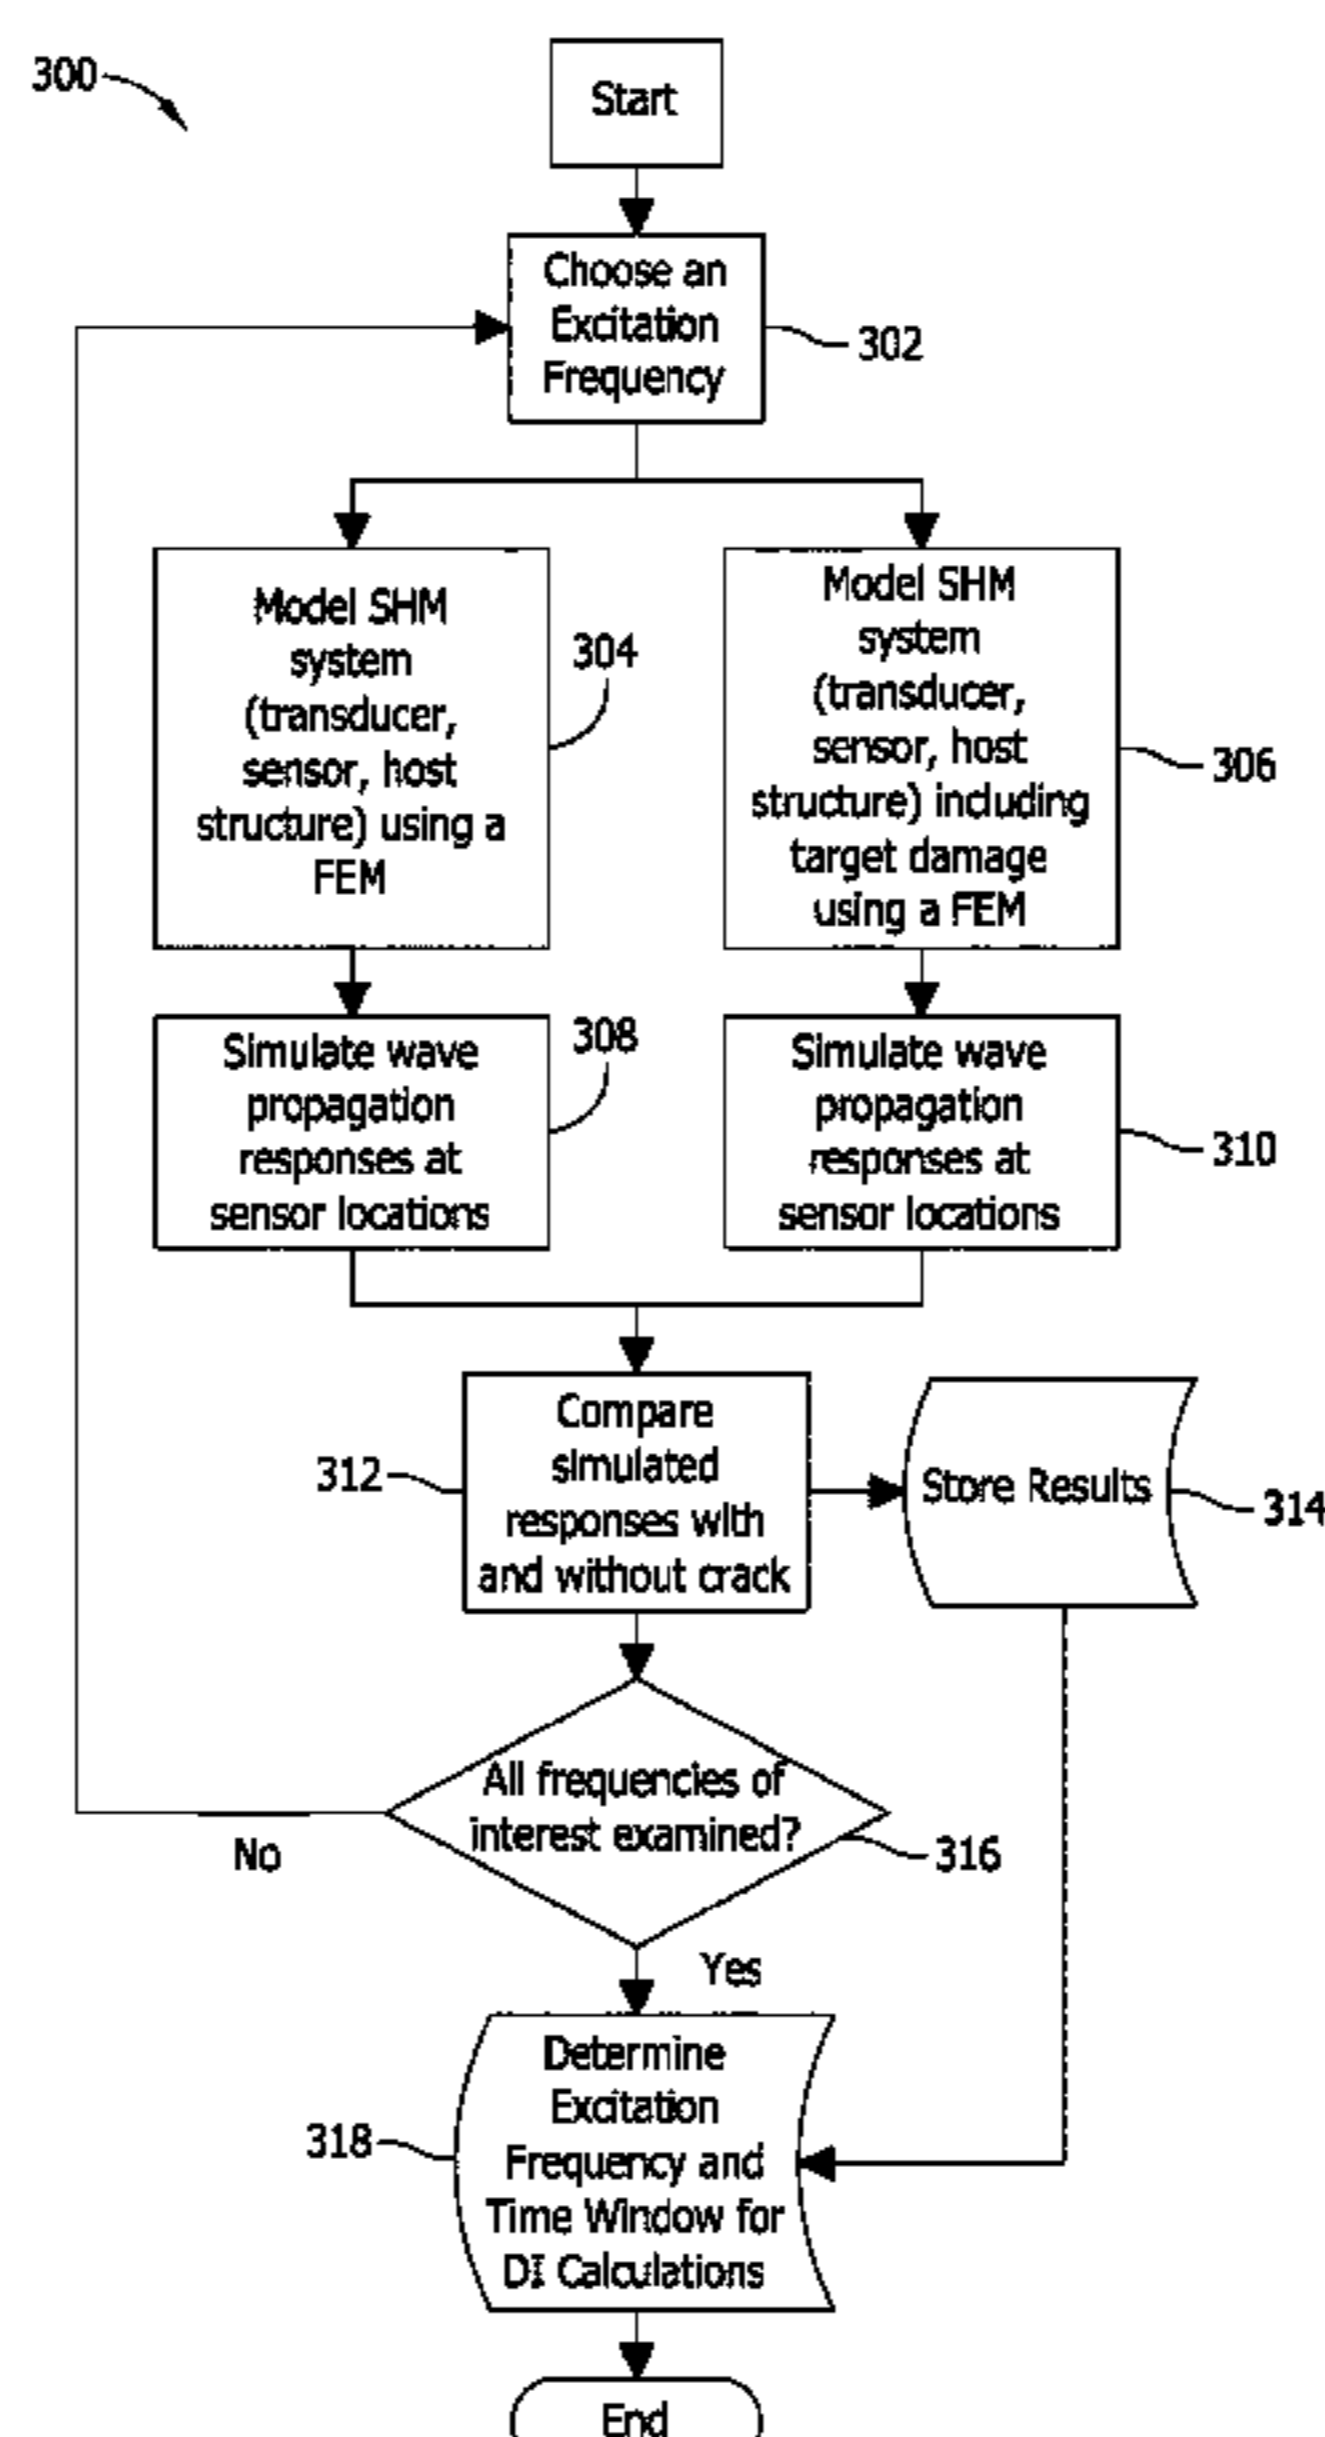 300
Start
Choose an
Excitation
Frequency
302
Model SHM
system
(transducer,
sensor, host
structure) using a
FEM
304
Model SHM
system
(transducer,
sensor, host
structure) including
target damage
using a FEM
306
Simulate wave
propagation
responses at
sensor locations
308
Simulate wave
propagation
responses at
sensor locations
310
312
Compare
simulated
responses with
and without crack
Store Results
314
All frequencies of
interest examined?
316
No
Yes
318
Determine
Excitation
Frequency and
Time Window for
DI Calculations
End